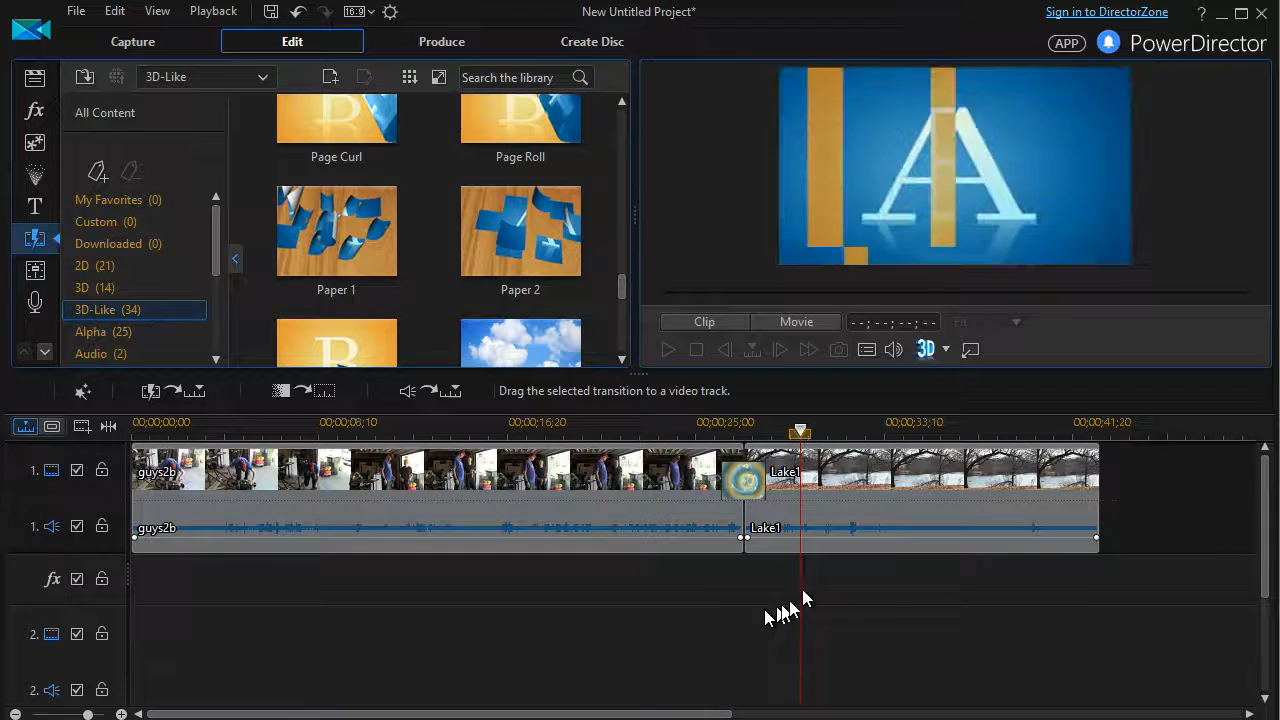 File Edit View Playback 16:9 New Untitled Project* Sign in to DirectorZone ?
Capture Edit Produce Create Disc APP PowerDirector
3D-Like Search the library
All Content
My Favorites (0)
Custom (0)
Downloaded (0)
2D (21)
3D (14)
3D-Like (34)
Alpha (25)
Audio (2)
fx
T
B B
Page Curl Page Roll
Paper 1 Paper 2
B
A
Clip Movie --;--;--;-- Fit
3D
Drag the selected transition to a video track.
00;00;00;00 00;00;08;10 00;00;16;20 00;00;25;00 00;00;33;10 00;00;41;20
1. guys2b Lake1
1. guys2b Lake1
fx
2.
2.